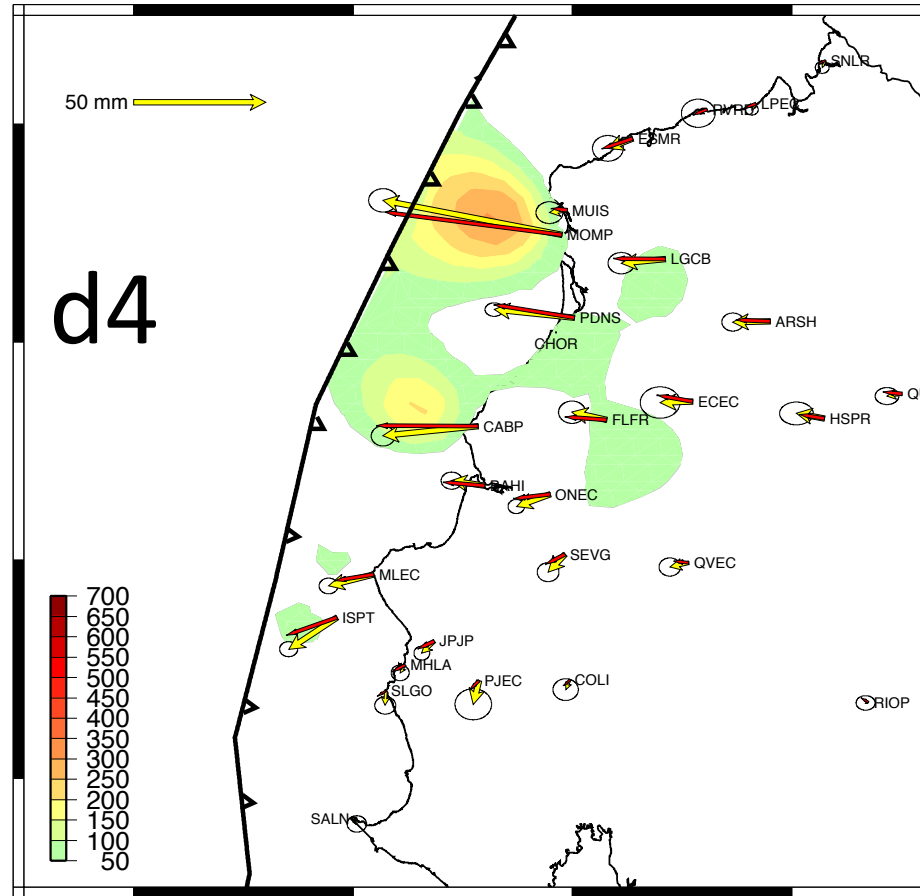 SNLR
50 mm
LPEC
RVRD
ESMR
MUIS
MOMP
LGCB
d4
PDNS
ARSH
CHOR
ECEC
FLFR
HSPR
CABP
BAHI
ONEC
SEVG
QVEC
MLEC
ISPT
JPJP
MHLA
PJEC
COLI
SLGO
RIOP
SALN
700
650
600
550
500
450
400
350
300
250
200
150
100
50